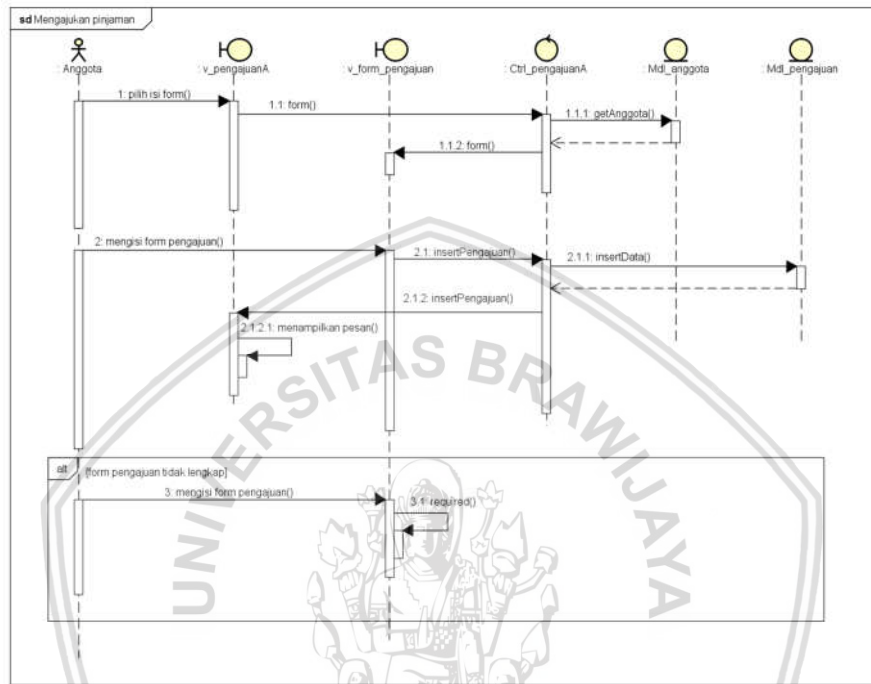 sd Mengajukan pinjaman
: Anggota
: v_pengajuanA
: v_form_pengajuan
: Ctrl_pengajuanA
: Mdl_anggota
: Mdl_pengajuan
1: pilih isi form()
1.1: form()
1.1.1: getAnggota()
1.1.2: form()
2: mengisi form pengajuan()
2.1: insertPengajuan()
2.1.1: insertData()
2.1.2: insertPengajuan()
2.1.2.1: menampilkan pesan()
alt
[form pengajuan tidak lengkap]
3: mengisi form pengajuan()
3.1: required()
UNIVERSITAS BRAWIJAYA